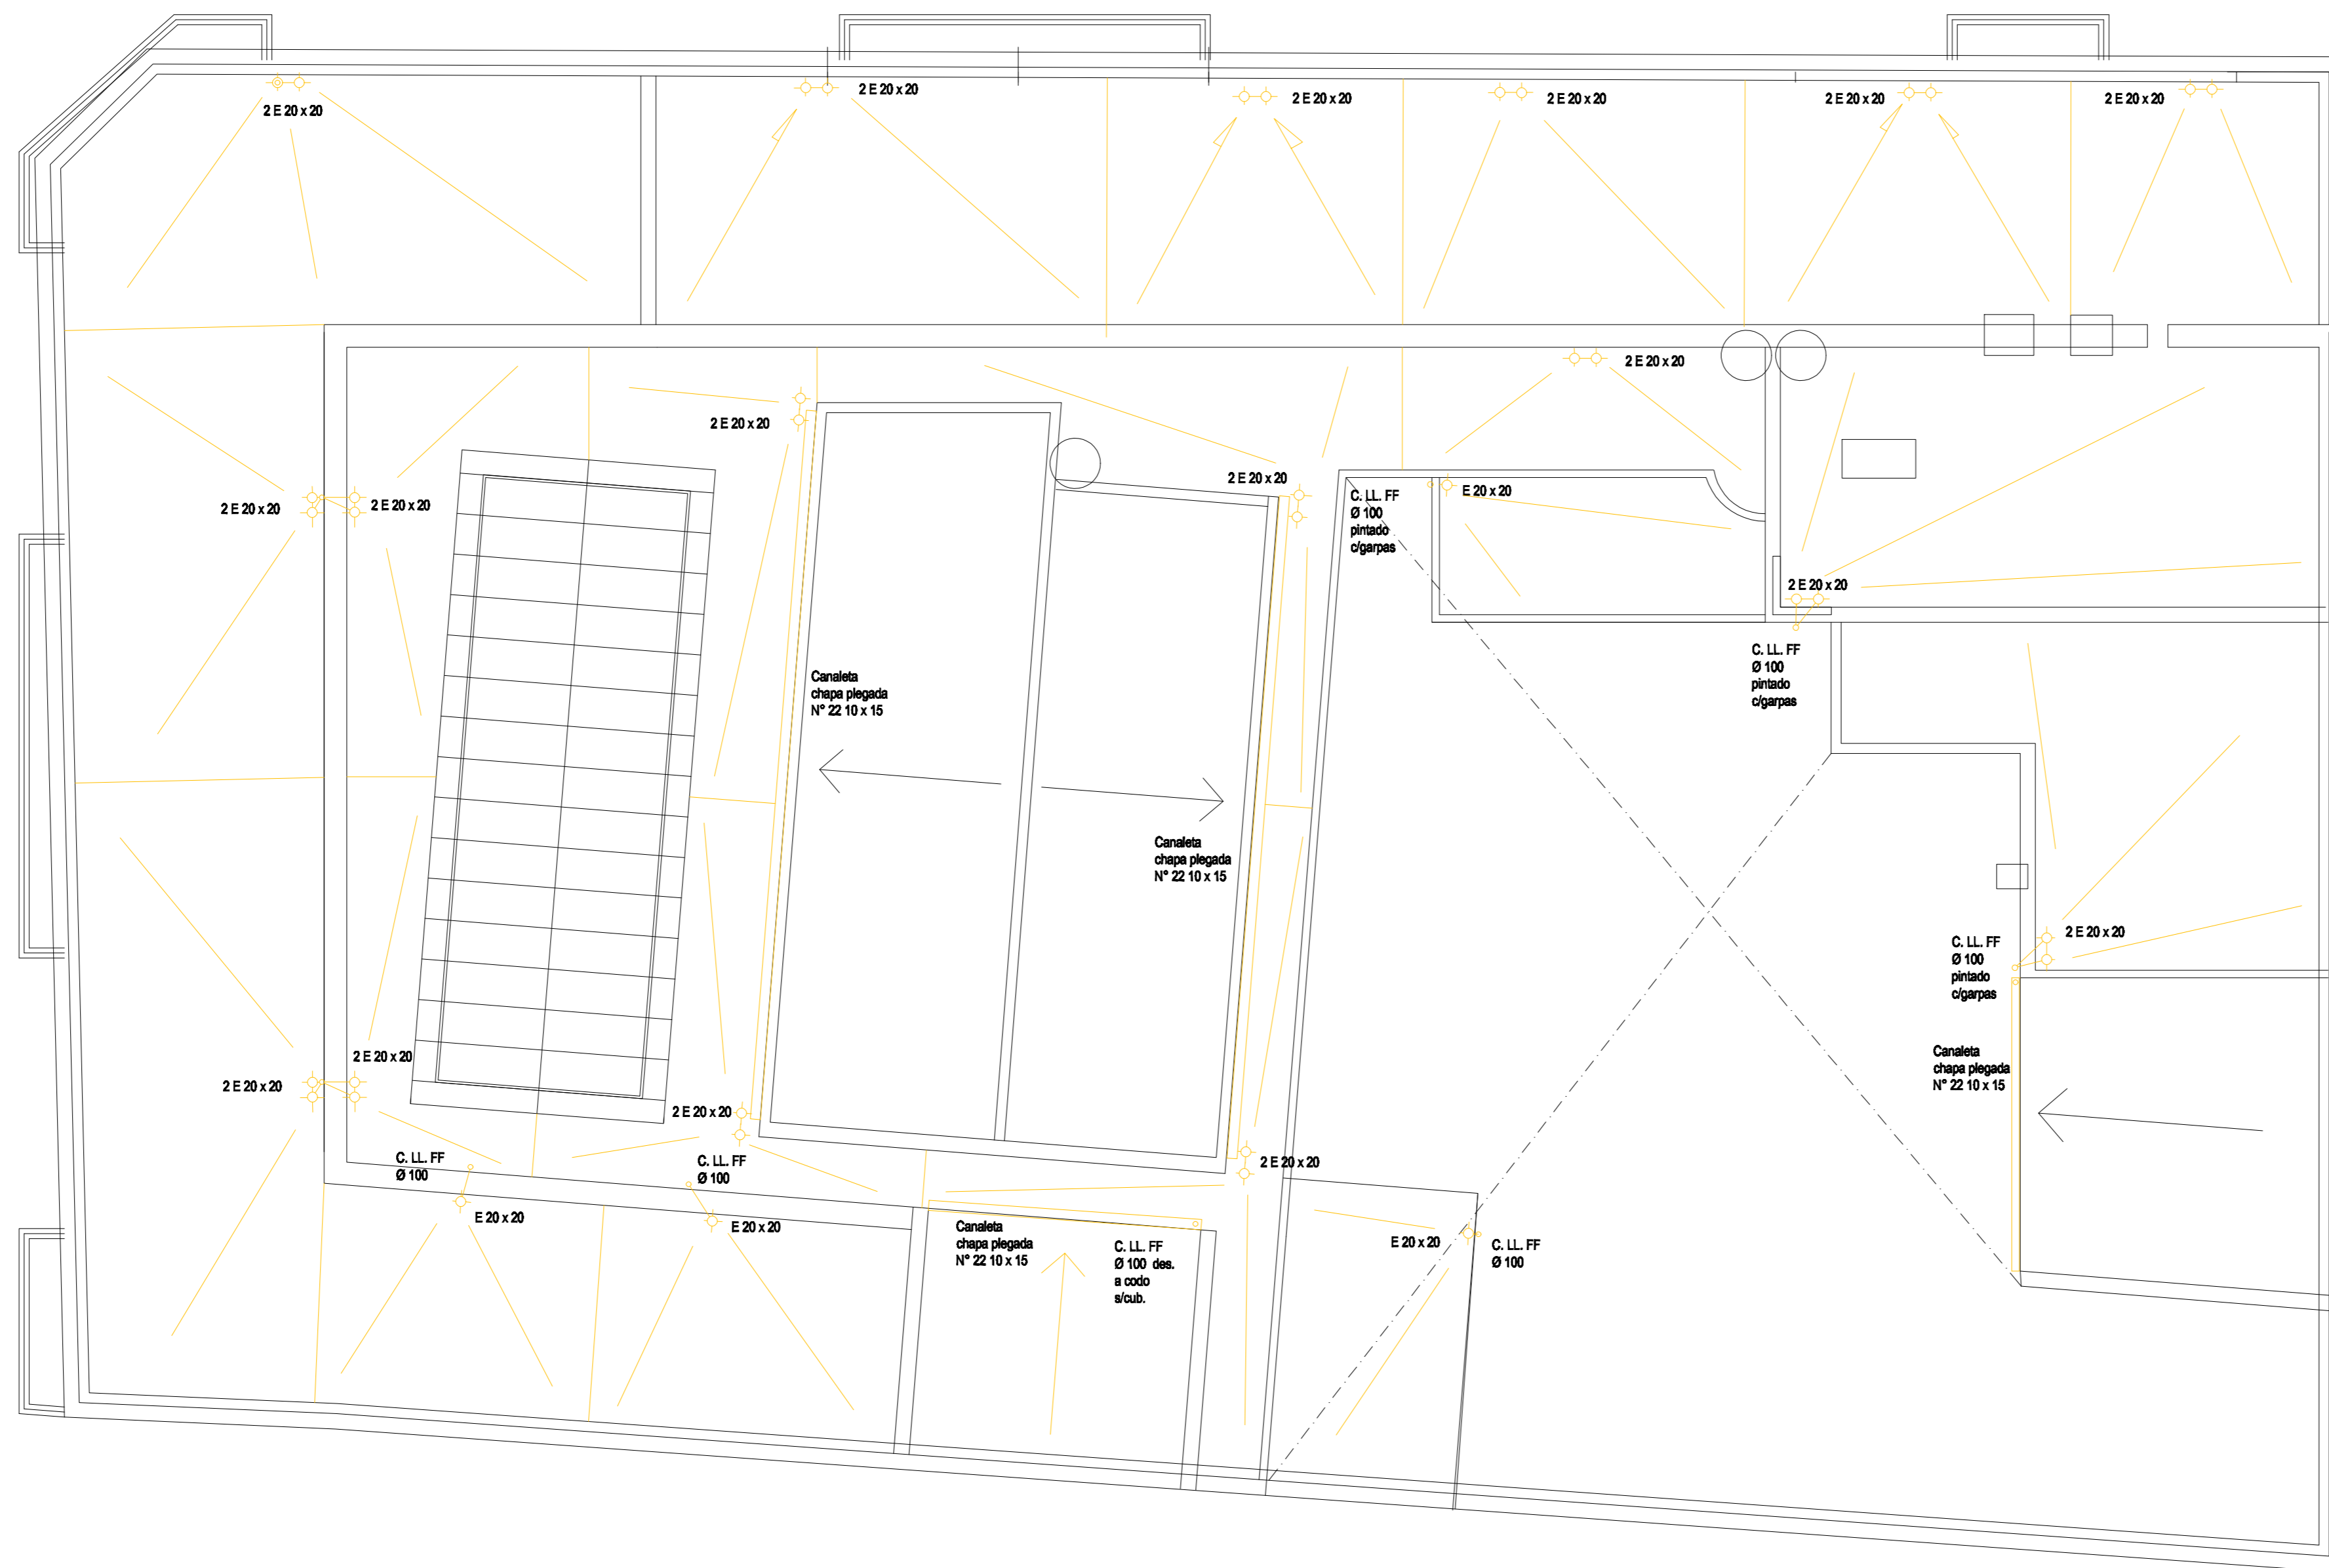 2 E 20 x 20
2 E 20 x 20
2 E 20 x 20
2 E 20 x 20
2 E 20 x 20
2 E 20 x 20
2 E 20 x 20
2 E 20 x 20
2 E 20 x 20
2 E 20 x 20
2 E 20 x 20
C. LL. FF
Ø 100
pintado
c/garpas
E 20 x 20
2 E 20 x 20
C. LL. FF
Ø 100
pintado
c/garpas
Canaleta
chapa plegada
N° 22 10 x 15
Canaleta
chapa plegada
N° 22 10 x 15
2 E 20 x 20
C. LL. FF
Ø 100
pintado
c/garpas
Canaleta
chapa plegada
N° 22 10 x 15
2 E 20 x 20
2 E 20 x 20
2 E 20 x 20
C. LL. FF
Ø 100
C. LL. FF
Ø 100
2 E 20 x 20
E 20 x 20
E 20 x 20
Canaleta
chapa plegada
N° 22 10 x 15
C. LL. FF
Ø 100 des.
a codo
s/cub.
E 20 x 20
C. LL. FF
Ø 100